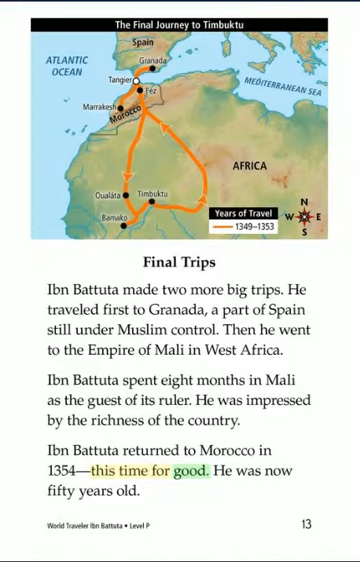 The Final Journey to Timbuktu
Spain
ATLANTIC
OCEAN
Granada
Tangier
Fez
MEDITERRANEAN SEA
Marrakesh
Morocco
AFRICA
Oualāta
Timbuktu
Bamako
Years of Travel
1349–1353
N
W E
S
Final Trips
Ibn Battuta made two more big trips. He
traveled first to Granada, a part of Spain
still under Muslim control. Then he went
to the Empire of Mali in West Africa.
Ibn Battuta spent eight months in Mali
as the guest of its ruler. He was impressed
by the richness of the country.
Ibn Battuta returned to Morocco in
1354—this time for good. He was now
fifty years old.
World Traveler Ibn Battuta • Level P
13